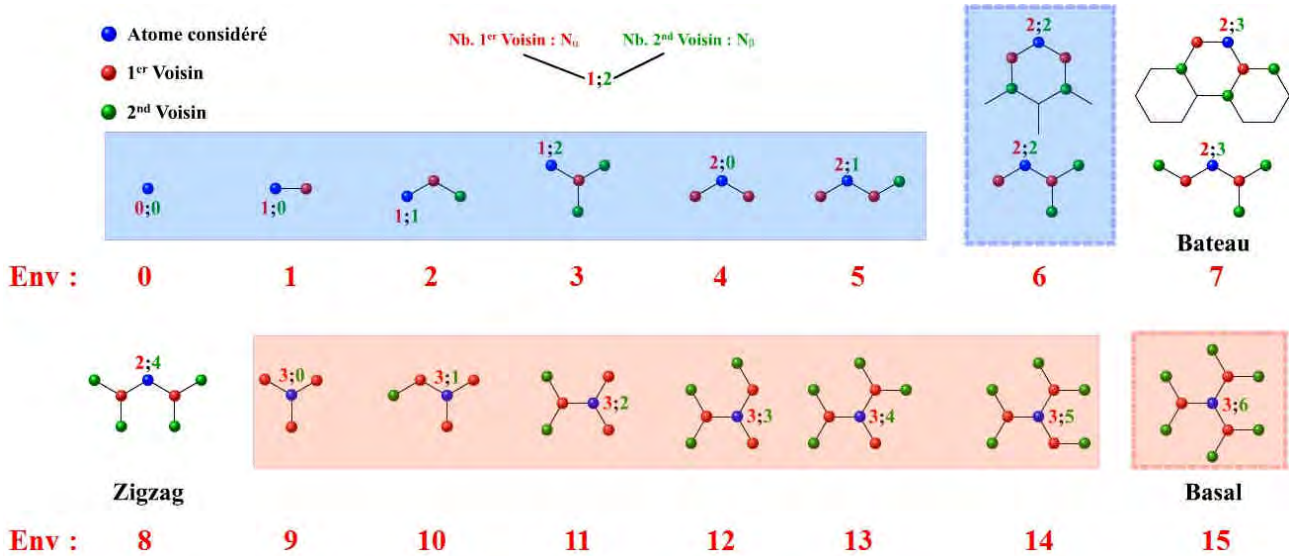 Atome considéré
1er Voisin
2nd Voisin
Nb. 1er Voisin : Nα
Nb. 2nd Voisin : Nβ
1;2
2;2
2;3
0;0
1;0
1;1
1;2
2;0
2;1
2;2
2;3
Bateau
Env : 0 1 2 3 4 5 6 7
2;4
3;0
3;1
3;2
3;3
3;4
3;5
3;6
Zigzag
Basal
Env : 8 9 10 11 12 13 14 15